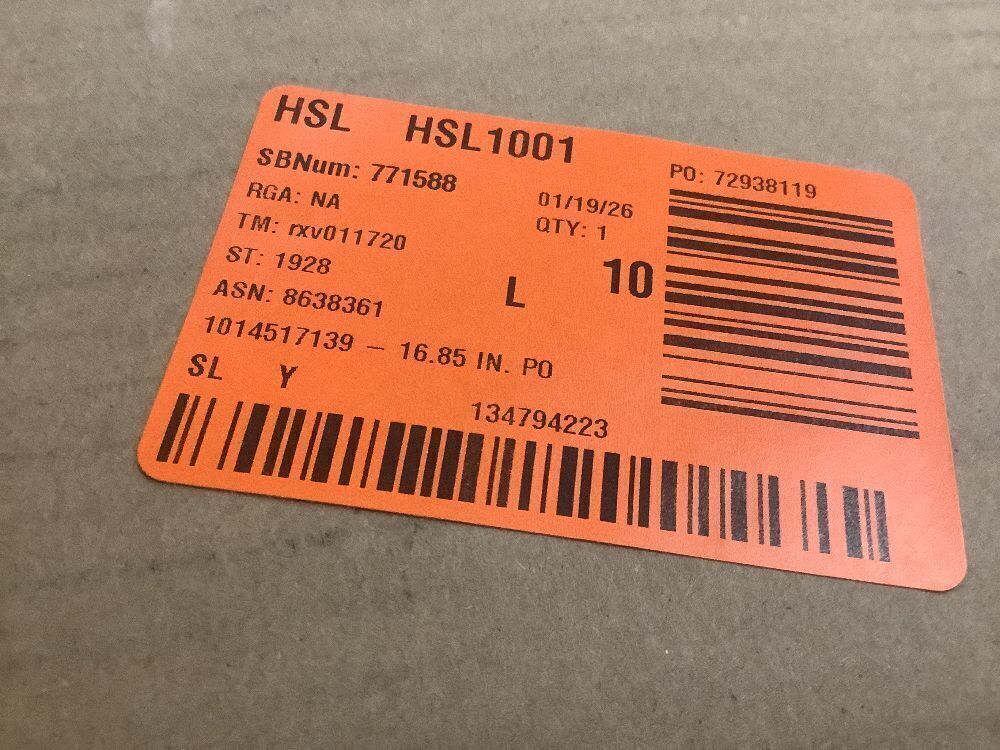 HSL HSL1001
SBNum: 771588
RGA: NA
TM: rxv011720
ST: 1928
ASN: 8638361
1014517139 – 16.85 IN. PO
SL Y
01/19/26
QTY: 1
L 10
PO: 72938119
134794223